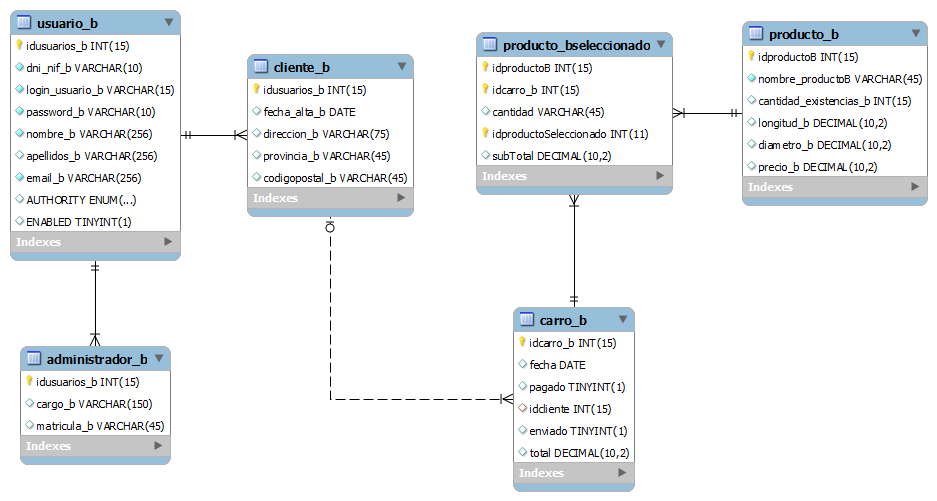 usuario_b
idusuarios_b INT(15)
dni_nif_b VARCHAR(10)
login_usuario_b VARCHAR(15)
password_b VARCHAR(10)
nombre_b VARCHAR(256)
apellidos_b VARCHAR(256)
email_b VARCHAR(256)
AUTHORITY ENUM(...)
ENABLED TINYINT(1)
Indexes
cliente_b
idusuarios_b INT(15)
fecha_alta_b DATE
direccion_b VARCHAR(75)
provincia_b VARCHAR(45)
codigopostal_b VARCHAR(45)
Indexes
producto_bseleccionado
idproductoB INT(15)
idcarro_b INT(15)
cantidad VARCHAR(45)
idproductoSeleccionado INT(11)
subTotal DECIMAL(10,2)
Indexes
producto_b
idproductoB INT(15)
nombre_productoB VARCHAR(45)
cantidad_existencias_b INT(15)
longitud_b DECIMAL(10,2)
diametro_b DECIMAL(10,2)
precio_b DECIMAL(10,2)
Indexes
administrador_b
idusuarios_b INT(15)
cargo_b VARCHAR(150)
matricula_b VARCHAR(45)
Indexes
carro_b
idcarro_b INT(15)
fecha DATE
pagado TINYINT(1)
idcliente INT(15)
enviado TINYINT(1)
total DECIMAL(10,2)
Indexes